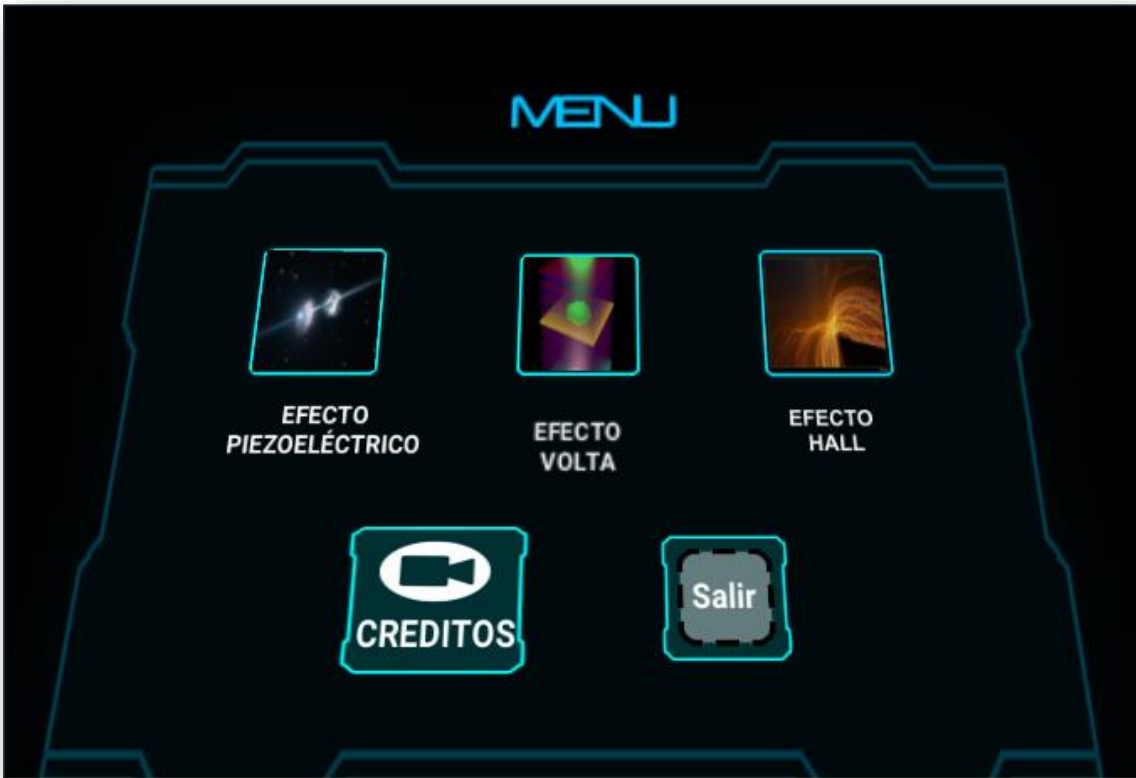 MENU
EFECTO
PIEZOELÉCTRICO
EFECTO
VOLTA
EFECTO
HALL
CREDITOS
Salir